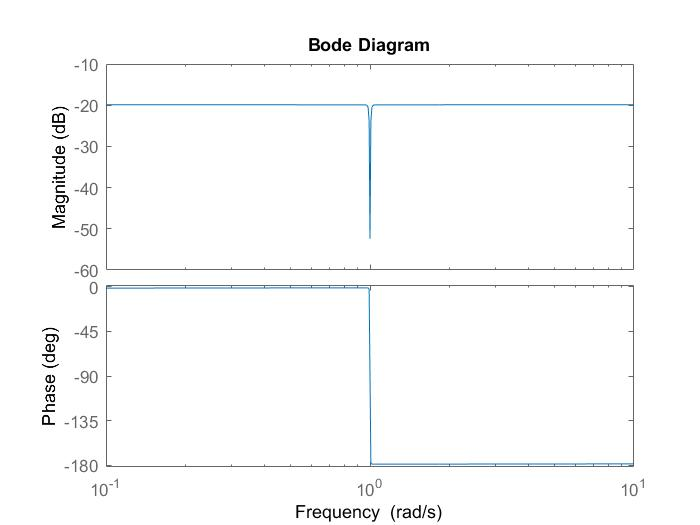 Bode Diagram
Magnitude (dB)
-10
-20
-30
-40
-50
-60
Phase (deg)
0
-45
-90
-135
-180
10^-1 10^0 10^1
Frequency (rad/s)